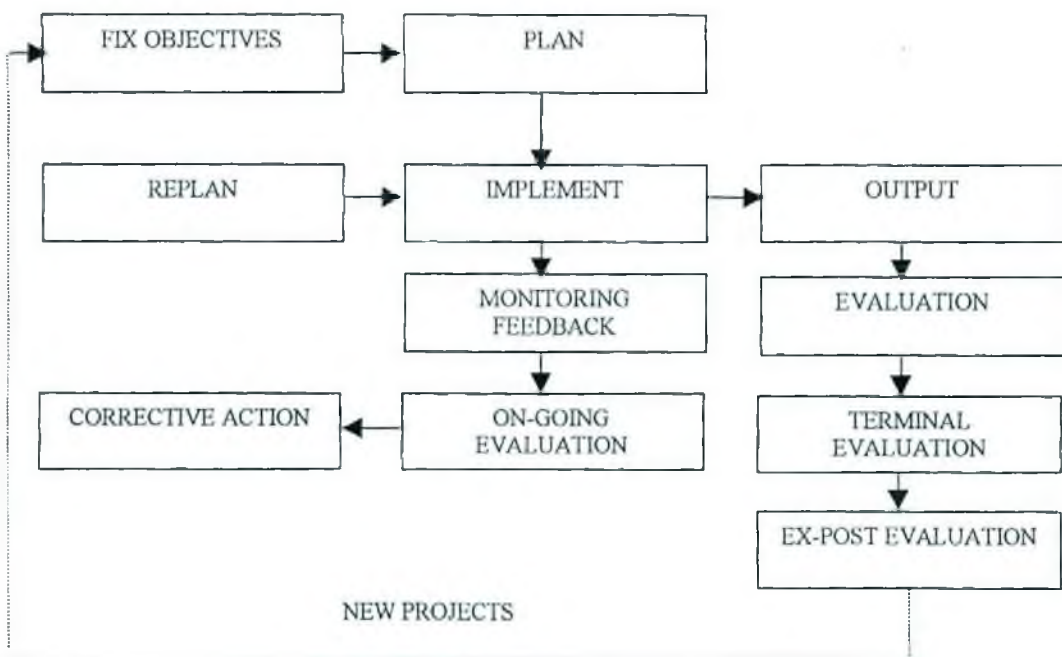 FIX OBJECTIVES
PLAN
REPLAN
IMPLEMENT
OUTPUT
MONITORING
FEEDBACK
EVALUATION
CORRECTIVE ACTION
ON-GOING
EVALUATION
TERMINAL
EVALUATION
EX-POST EVALUATION
NEW PROJECTS